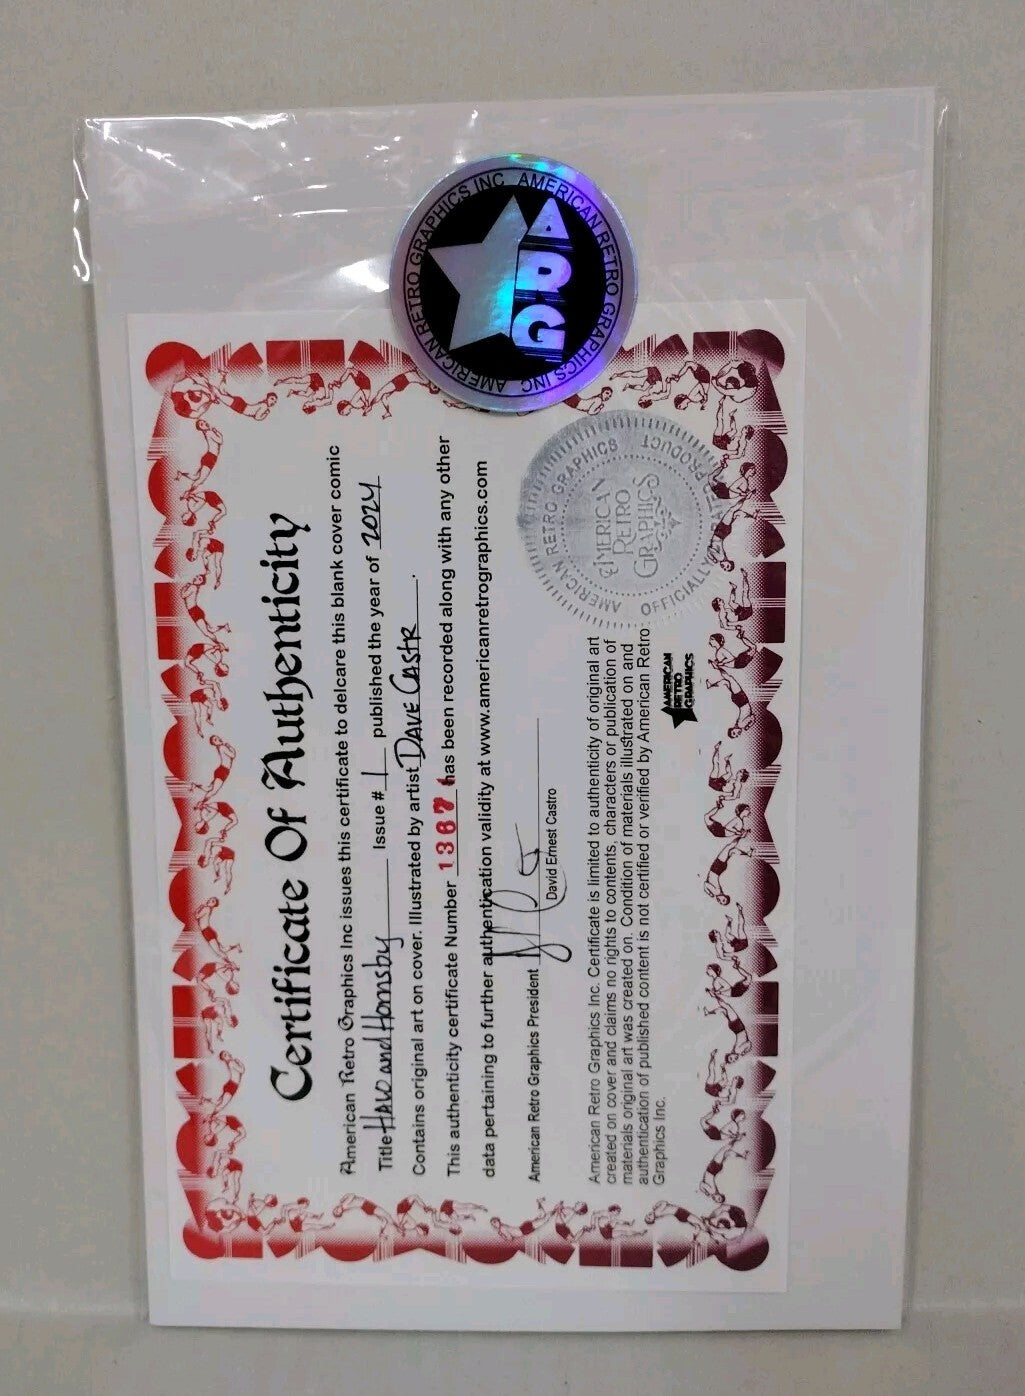 AMERICAN RETRO GRAPHICS INC AMERICAN RETRO GRAPHICS INC
ARG
Certificate Of Authenticity
American Retro Graphics Inc issues this certificate to delcare this blank cover comic
Title Halo and Hornsby Issue # 1 published the year of 2024
Contains original art on cover. Illustrated by artist Dave Castr.
This authenticity certificate Number 1367 has been recorded along with any other
data pertaining to further authentication validity at www.americanretrographics.com
American Retro Graphics President
David Ernest Castro
AMERICAN RETRO GRAPHICS PRODUCT
OFFICIALLY
AMERICAN
RETRO
GRAPHICS
American Retro Graphics Inc. Certificate is limited to authenticity of original art
created on cover and claims no rights to contents, characters or publication of
materials original art was created on. Condition of materials illustrated on and
authentication of published content is not certified or verified by American Retro
Graphics Inc.
AMERICAN
RETRO
GRAPHICS